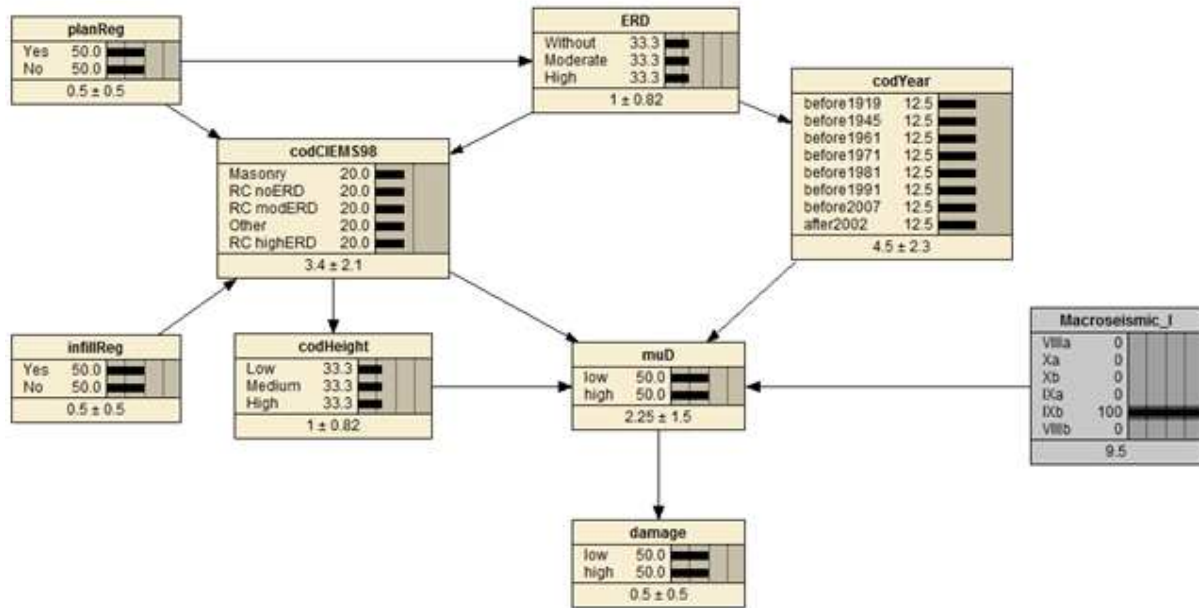 planReg
Yes 50.0
No 50.0
0.5 ± 0.5
ERD
Without 33.3
Moderate 33.3
High 33.3
1 ± 0.82
codYear
before1919 12.5
before1945 12.5
before1961 12.5
before1971 12.5
before1981 12.5
before1991 12.5
before2007 12.5
after2002 12.5
4.5 ± 2.3
codCIEMS98
Masonry 20.0
RC noERD 20.0
RC modERD 20.0
Other 20.0
RC highERD 20.0
3.4 ± 2.1
infillReg
Yes 50.0
No 50.0
0.5 ± 0.5
codHeight
Low 33.3
Medium 33.3
High 33.3
1 ± 0.82
muD
low 50.0
high 50.0
2.25 ± 1.5
Macroseismic_I
VIIIa 0
Xa 0
Xb 0
IXa 0
IXb 100
VIIIb 0
9.5
damage
low 50.0
high 50.0
0.5 ± 0.5